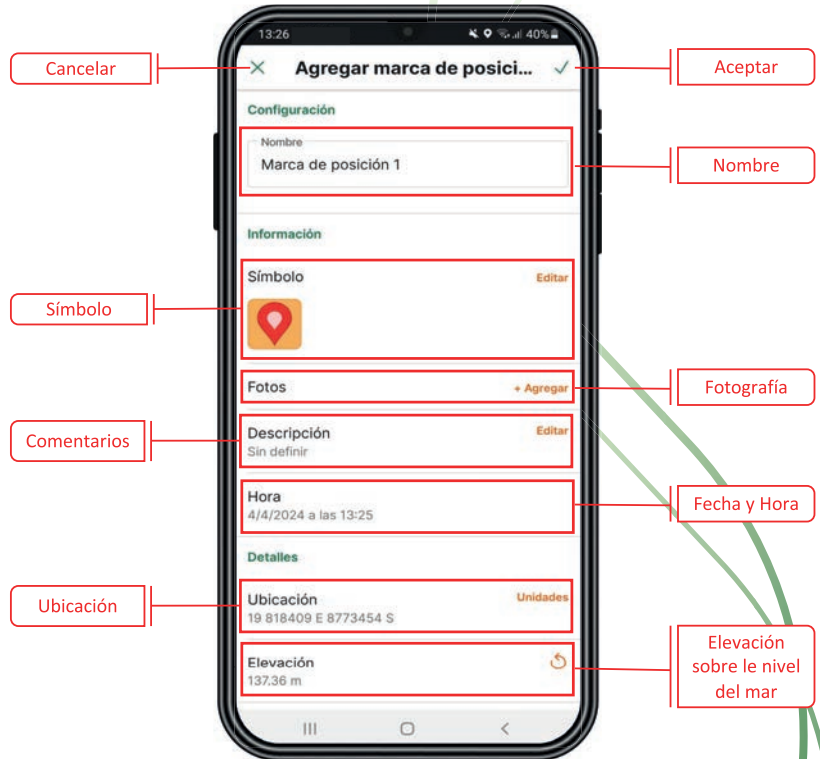 13:26
40%
Cancelar
Agregar marca de posici...
Aceptar
Configuración
Nombre
Marca de posición 1
Nombre
Información
Símbolo
Editar
Símbolo
Fotos
+ Agregar
Fotografía
Comentarios
Descripción
Editar
Sin definir
Hora
4/4/2024 a las 13:25
Fecha y Hora
Detalles
Ubicación
Ubicación
Unidades
19 818409 E 8773454 S
Elevación
137.36 m
Elevación
sobre le nivel
del mar